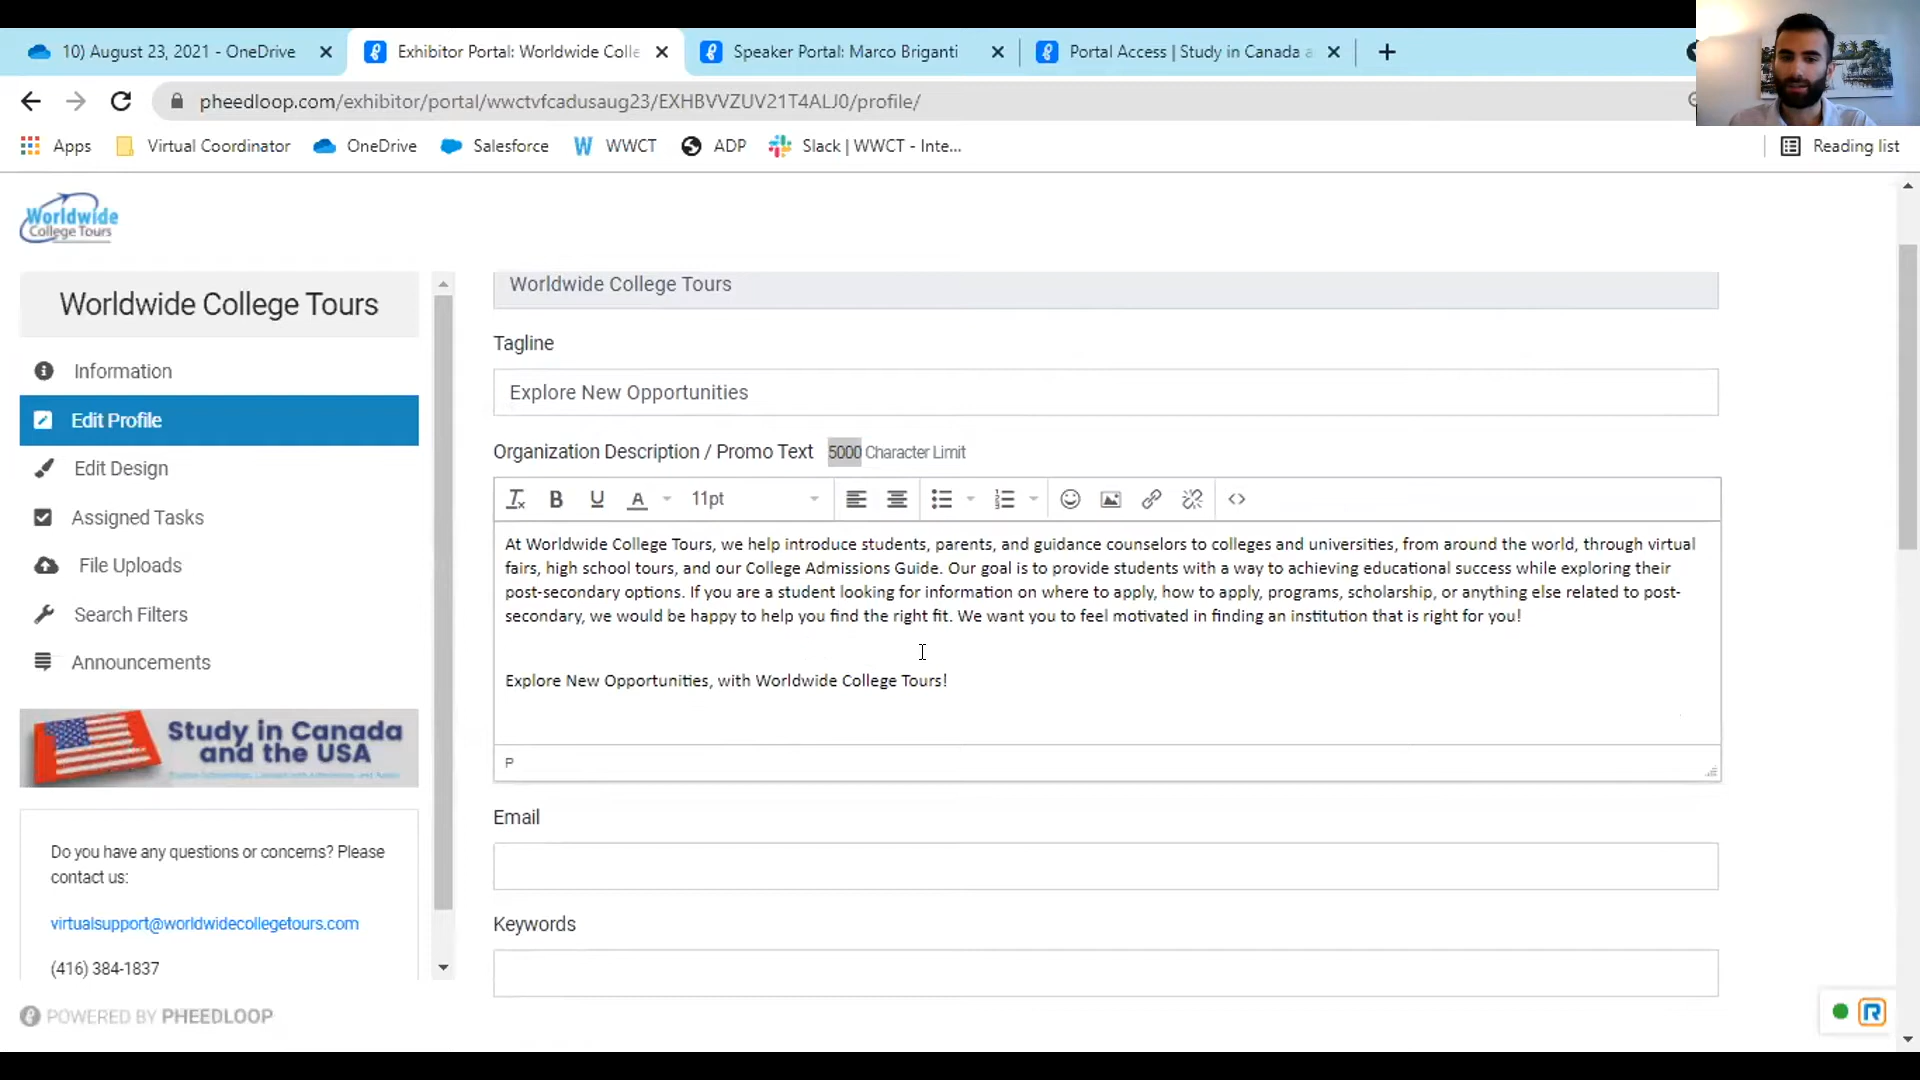 10) August 23, 2021 - OneDrive
Exhibitor Portal: Worldwide Colle
Speaker Portal: Marco Briganti
Portal Access | Study in Canada a
pheedloop.com/exhibitor/portal/wwctvfcadusaug23/EXHBVVZUV21T4ALJ0/profile/
Apps
Virtual Coordinator
OneDrive
Salesforce
WWCT
ADP
Slack | WWCT - Inte...
Reading list
Worldwide
College Tours
Worldwide College Tours
Information
Edit Profile
Edit Design
Assigned Tasks
File Uploads
Search Filters
Announcements
Study in Canada
and the USA
Do you have any questions or concerns? Please
contact us:
virtualsupport@worldwidecollegetours.com
(416) 384-1837
POWERED BY PHEEDLOOP
Worldwide College Tours
Tagline
Explore New Opportunities
Organization Description / Promo Text 5000 Character Limit
11pt
At Worldwide College Tours, we help introduce students, parents, and guidance counselors to colleges and universities, from around the world, through virtual
fairs, high school tours, and our College Admissions Guide. Our goal is to provide students with a way to achieving educational success while exploring their
post-secondary options. If you are a student looking for information on where to apply, how to apply, programs, scholarship, or anything else related to post-
secondary, we would be happy to help you find the right fit. We want you to feel motivated in finding an institution that is right for you!
Explore New Opportunities, with Worldwide College Tours!
P
Email
Keywords